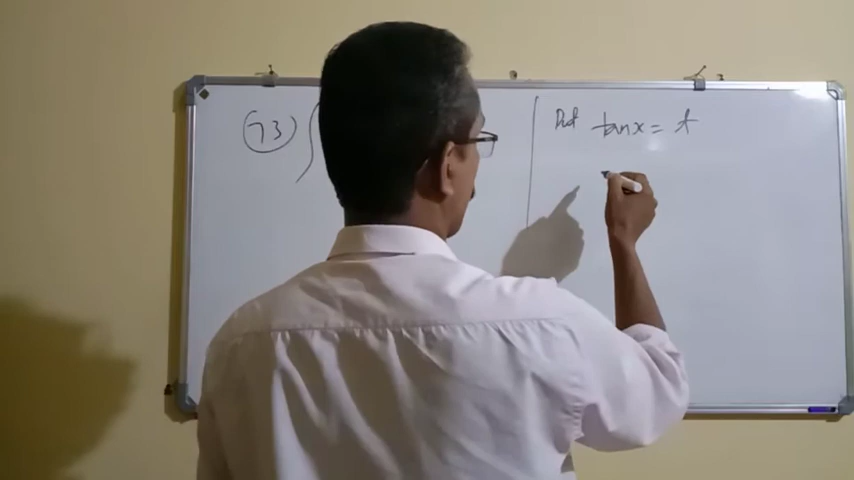 73 ∫
Put tanx = t